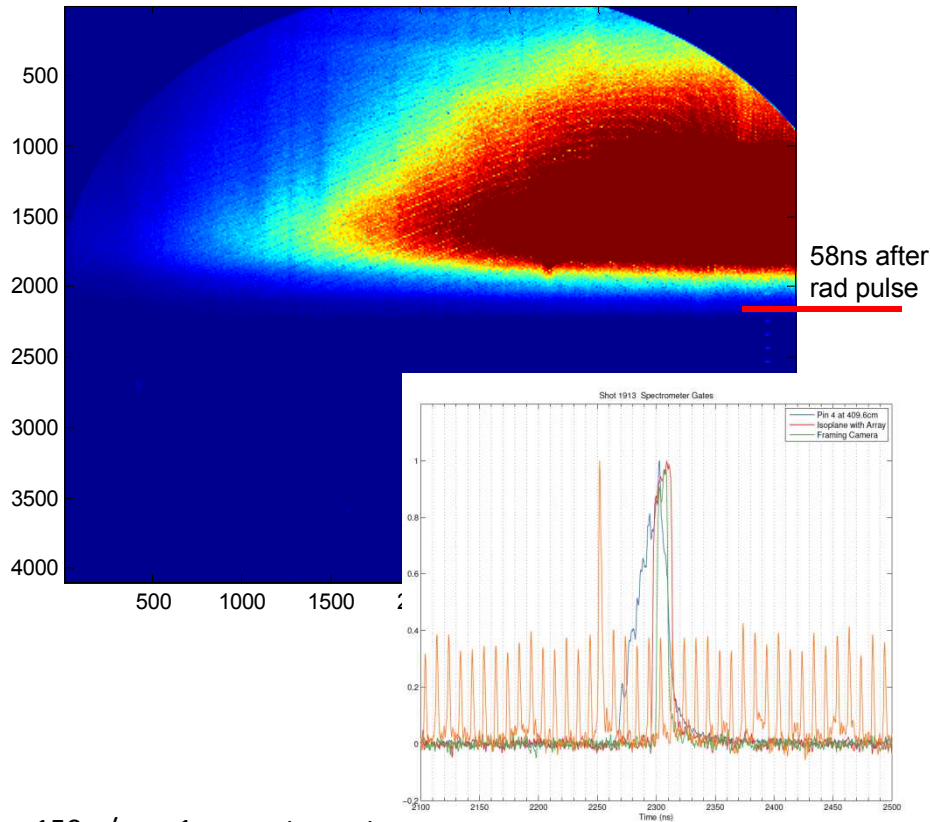 500
1000
1500
2000
2500
3000
3500
4000
500 1000 1500
58ns after
rad pulse
Shot 1913 Spectrometer Gates
Pin 4 at 409.6cm
Isoplane with Array
Framing Camera
1
0.8
0.6
0.4
0.2
0
-0.2
2100 2150 2200 2250 2300 2350 2400 2450 2500
Time (ns)